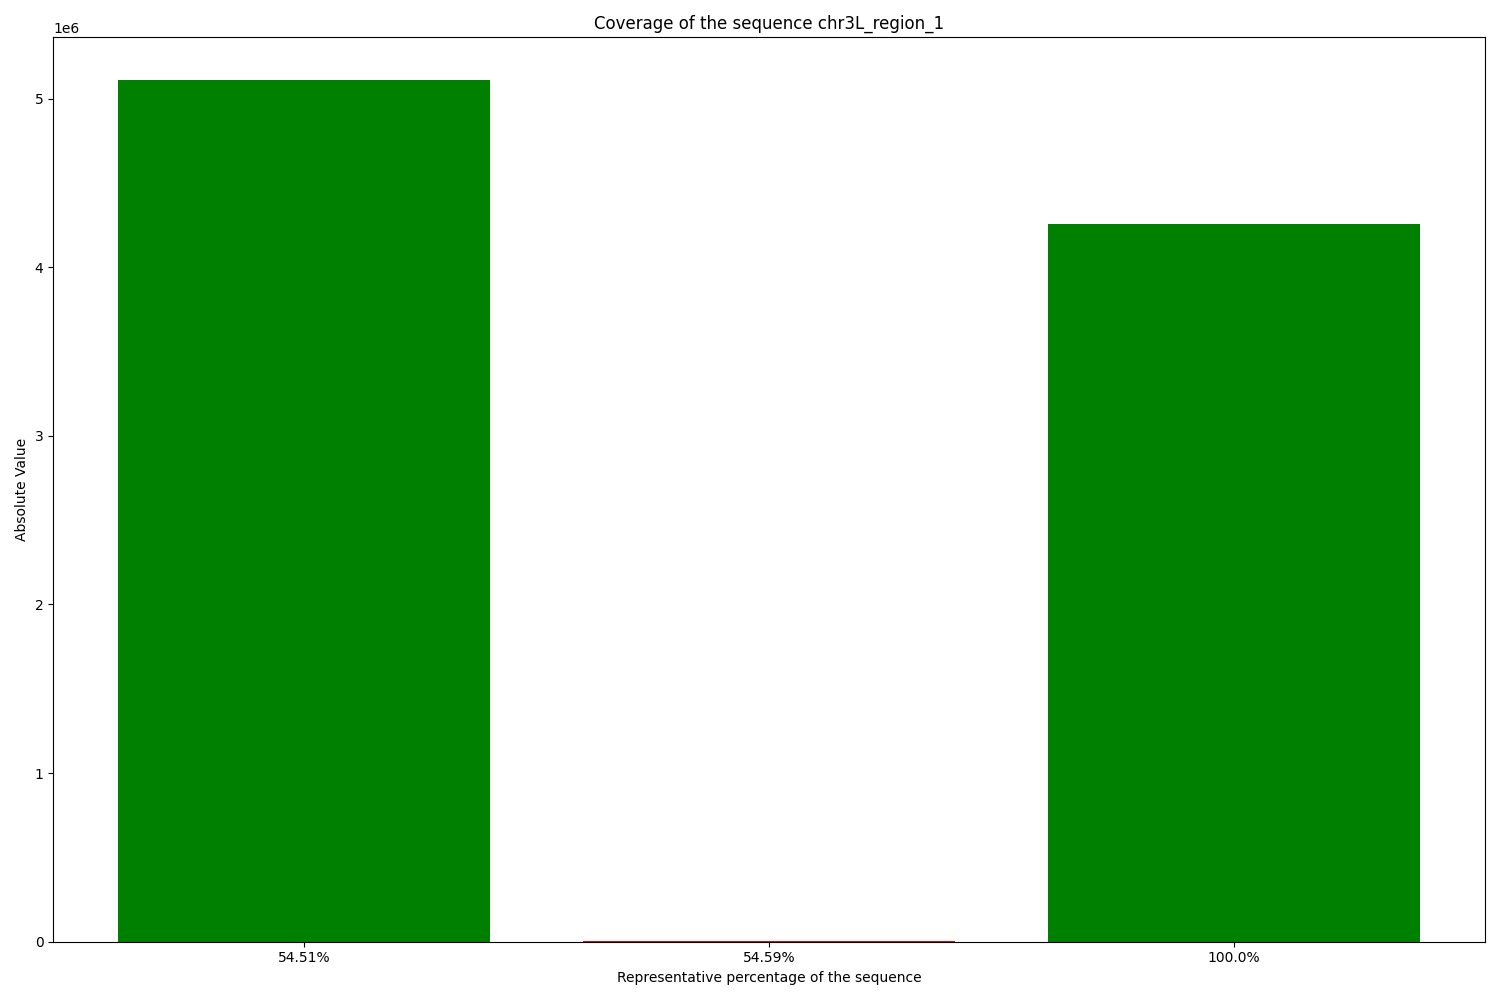 Coverage of the sequence chr3L_region_1
1e6
5
4
3
2
1
0
Absolute Value
54.51%
54.59%
100.0%
Representative percentage of the sequence